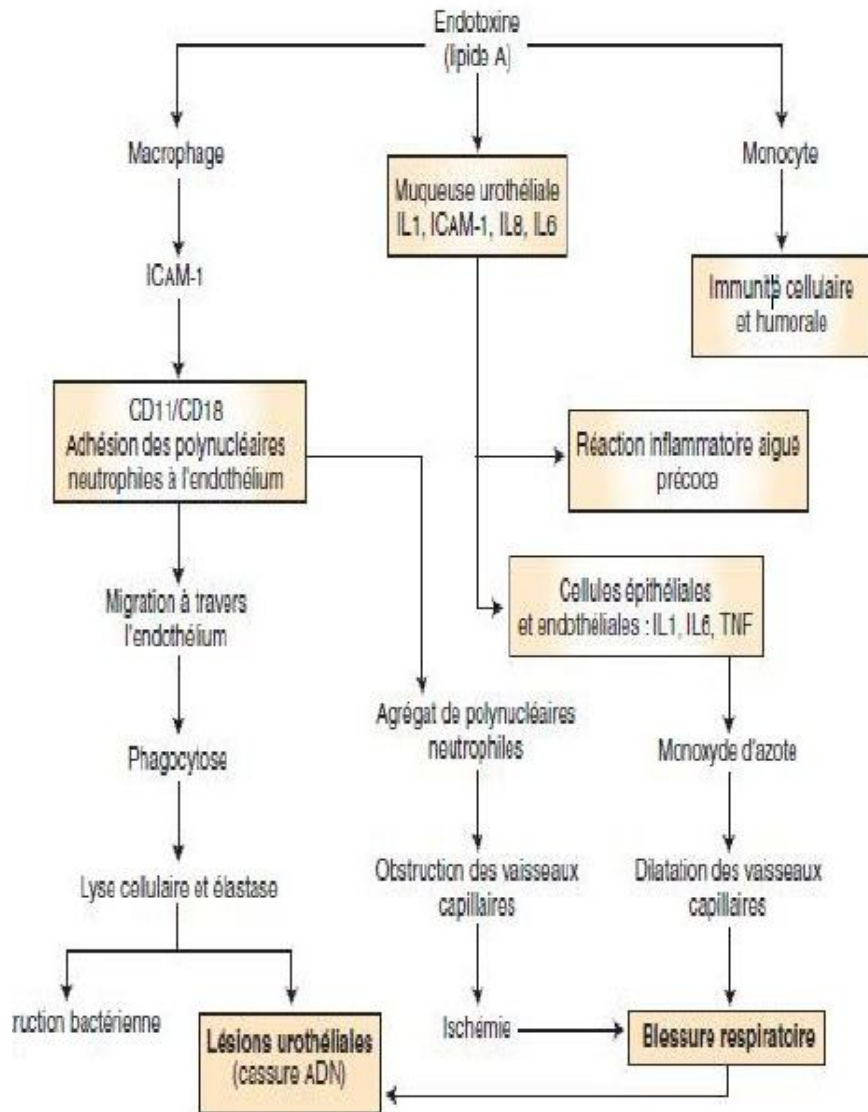 Endotoxine
(lipide A)
Macrophage
Monocyte
Muqueuse urothéliale
IL1, ICAM-1, IL8, IL6
ICAM-1
Immunité cellulaire
et humorale
CD11/CD18
Adhésion des polynucléaires
neutrophiles à l'endothélium
Réaction inflammatoire aiguë
précoce
Migration à travers
l'endothélium
Cellules épithéliales
et endothéliales : IL1, IL6, TNF
Agrégat de polynucléaires
neutrophiles
Monoxyde d'azote
Phagocytose
Lyse cellulaire et élastase
Obstruction des vaisseaux
capillaires
Dilatation des vaisseaux
capillaires
truction bactérienne
Lésions urothéliales
(cassure ADN)
Ischémie
Blessure respiratoire